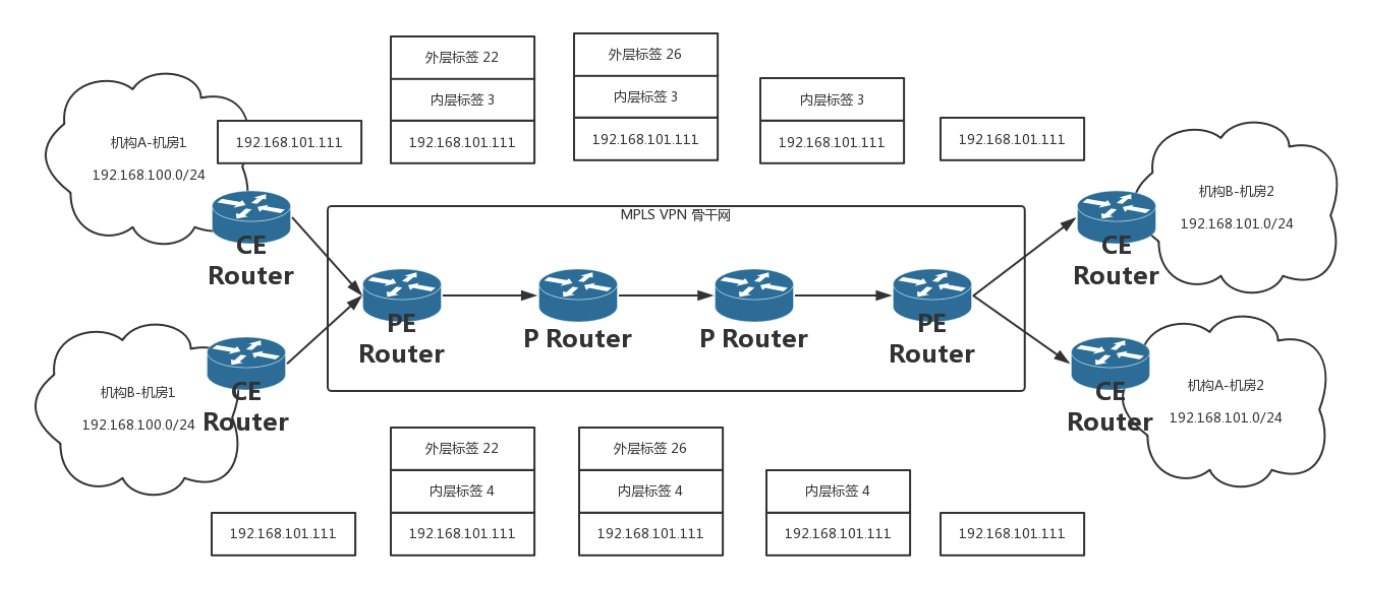 外层标签 22
内层标签 3
192.168.101.111
外层标签 26
内层标签 3
192.168.101.111
内层标签 3
192.168.101.111
192.168.101.111
192.168.101.111
机构A-机房1
192.168.100.0/24
CE
Router
机构B-机房2
192.168.101.0/24
CE
Router
MPLS VPN 骨干网
PE
Router
P Router
P Router
PE
Router
机构B-机房1
192.168.100.0/24
CE
Router
机构A-机房2
192.168.101.0/24
CE
Router
192.168.101.111
外层标签 22
内层标签 4
192.168.101.111
外层标签 26
内层标签 4
192.168.101.111
内层标签 4
192.168.101.111
192.168.101.111